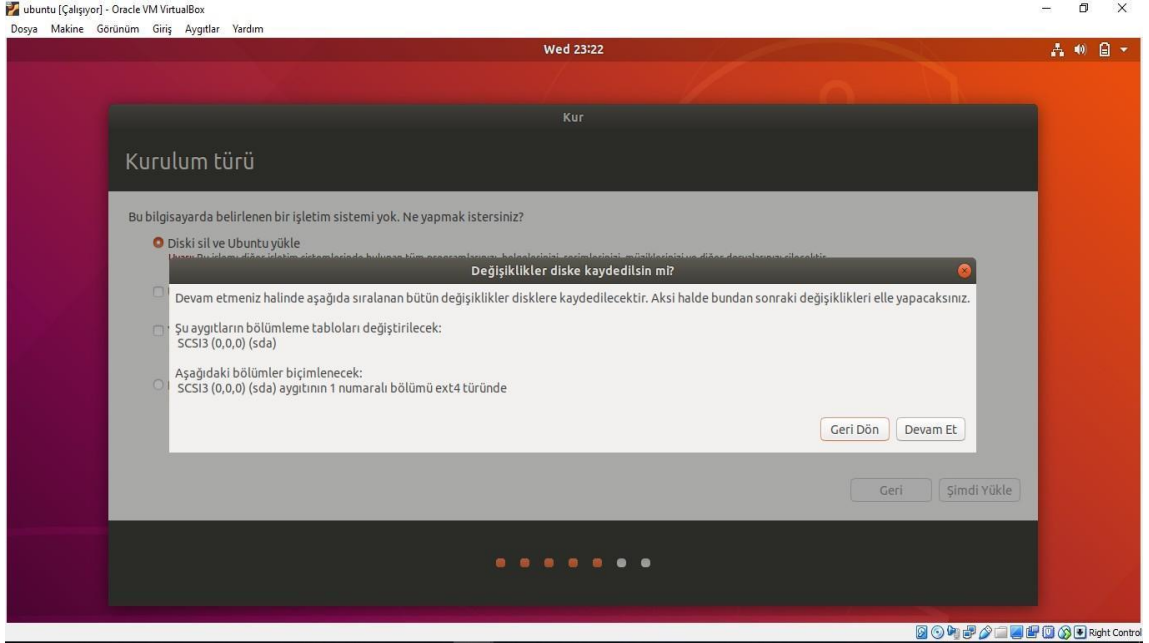 ubuntu [Çalışıyor] - Oracle VM VirtualBox
Dosya Makine Görünüm Giriş Aygıtlar Yardım
Wed 23:22
Kur
Kurulum türü
Bu bilgisayarda belirlenen bir işletim sistemi yok. Ne yapmak istersiniz?
Diski sil ve Ubuntu yükle
Değişiklikler diske kaydedilsin mi?
Devam etmeniz halinde aşağıda sıralanan bütün değişiklikler disklere kaydedilecektir. Aksi halde bundan sonraki değişiklikleri elle yapacaksınız.
Şu aygıtların bölümleme tabloları değiştirilecek:
SCSI3 (0,0,0) (sda)
Aşağıdaki bölümler biçimlenecek:
SCSI3 (0,0,0) (sda) aygıtının 1 numaralı bölümü ext4 türünde
Geri Dön Devam Et
Geri Şimdi Yükle
Right Control